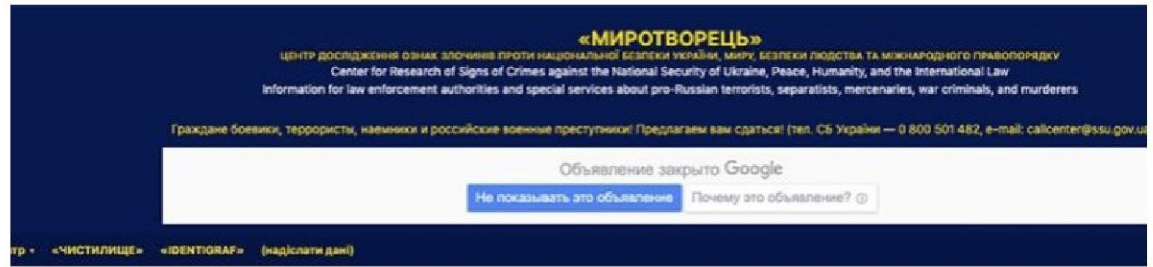 «МИРОТВОРЕЦЬ»
ЦЕНТР ДОСЛІДЖЕННЯ ОЗНАК ЗЛОЧИНІВ ПРОТИ НАЦІОНАЛЬНОЇ БЕЗПЕКИ УКРАЇНИ, МИРУ, БЕЗПЕКИ ЛЮДСТВА ТА МІЖНАРОДНОГО ПРАВОПОРЯДКУ
Center for Research of Signs of Crimes against the National Security of Ukraine, Peace, Humanity, and the International Law
Information for law enforcement authorities and special services about pro-Russian terrorists, separatists, mercenaries, war criminals, and murderers
Граждане боевики, террористы, наемники и российские военные преступники! Предлагаем вам сдаться! (тел. СБ України — 0 800 501 482, e-mail: callcenter@ssu.gov.ua
Объявление закрыто Google
Не показывать это объявление Почему это объявление?
тр «ЧИСТИЛИЩЕ» «IDENTIGRAF» (надіслати дані)